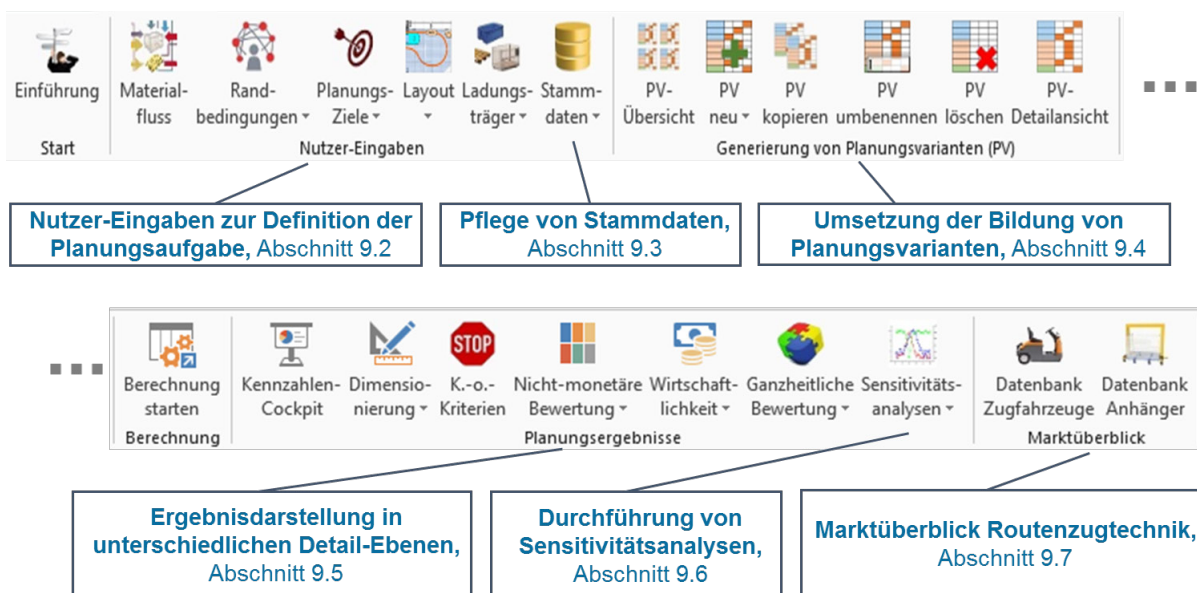 Einführung
Material-
fluss
Rand-
bedingungen
Planungs-
Ziele
Layout
Ladungs-
träger
Stamm-
daten
PV-
Übersicht
PV
neu
PV
kopieren
PV
umbenennen
PV
löschen
PV-
Detailansicht
Start
Nutzer-Eingaben
Generierung von Planungsvarianten (PV)
Nutzer-Eingaben zur Definition der
Planungsaufgabe, Abschnitt 9.2
Pflege von Stammdaten,
Abschnitt 9.3
Umsetzung der Bildung von
Planungsvarianten, Abschnitt 9.4
Berechnung
starten
Kennzahlen-
Cockpit
Dimensio-
nierung
STOP
K.-o.-
Kriterien
Nicht-monetäre
Bewertung
Wirtschaft-
lichkeit
Ganzheitliche
Bewertung
Sensitivitäts-
analysen
Datenbank
Zugfahrzeuge
Datenbank
Anhänger
Berechnung
Planungsergebnisse
Marktüberblick
Ergebnisdarstellung in
unterschiedlichen Detail-Ebenen,
Abschnitt 9.5
Durchführung von
Sensitivitätsanalysen,
Abschnitt 9.6
Marktüberblick Routenzugtechnik,
Abschnitt 9.7